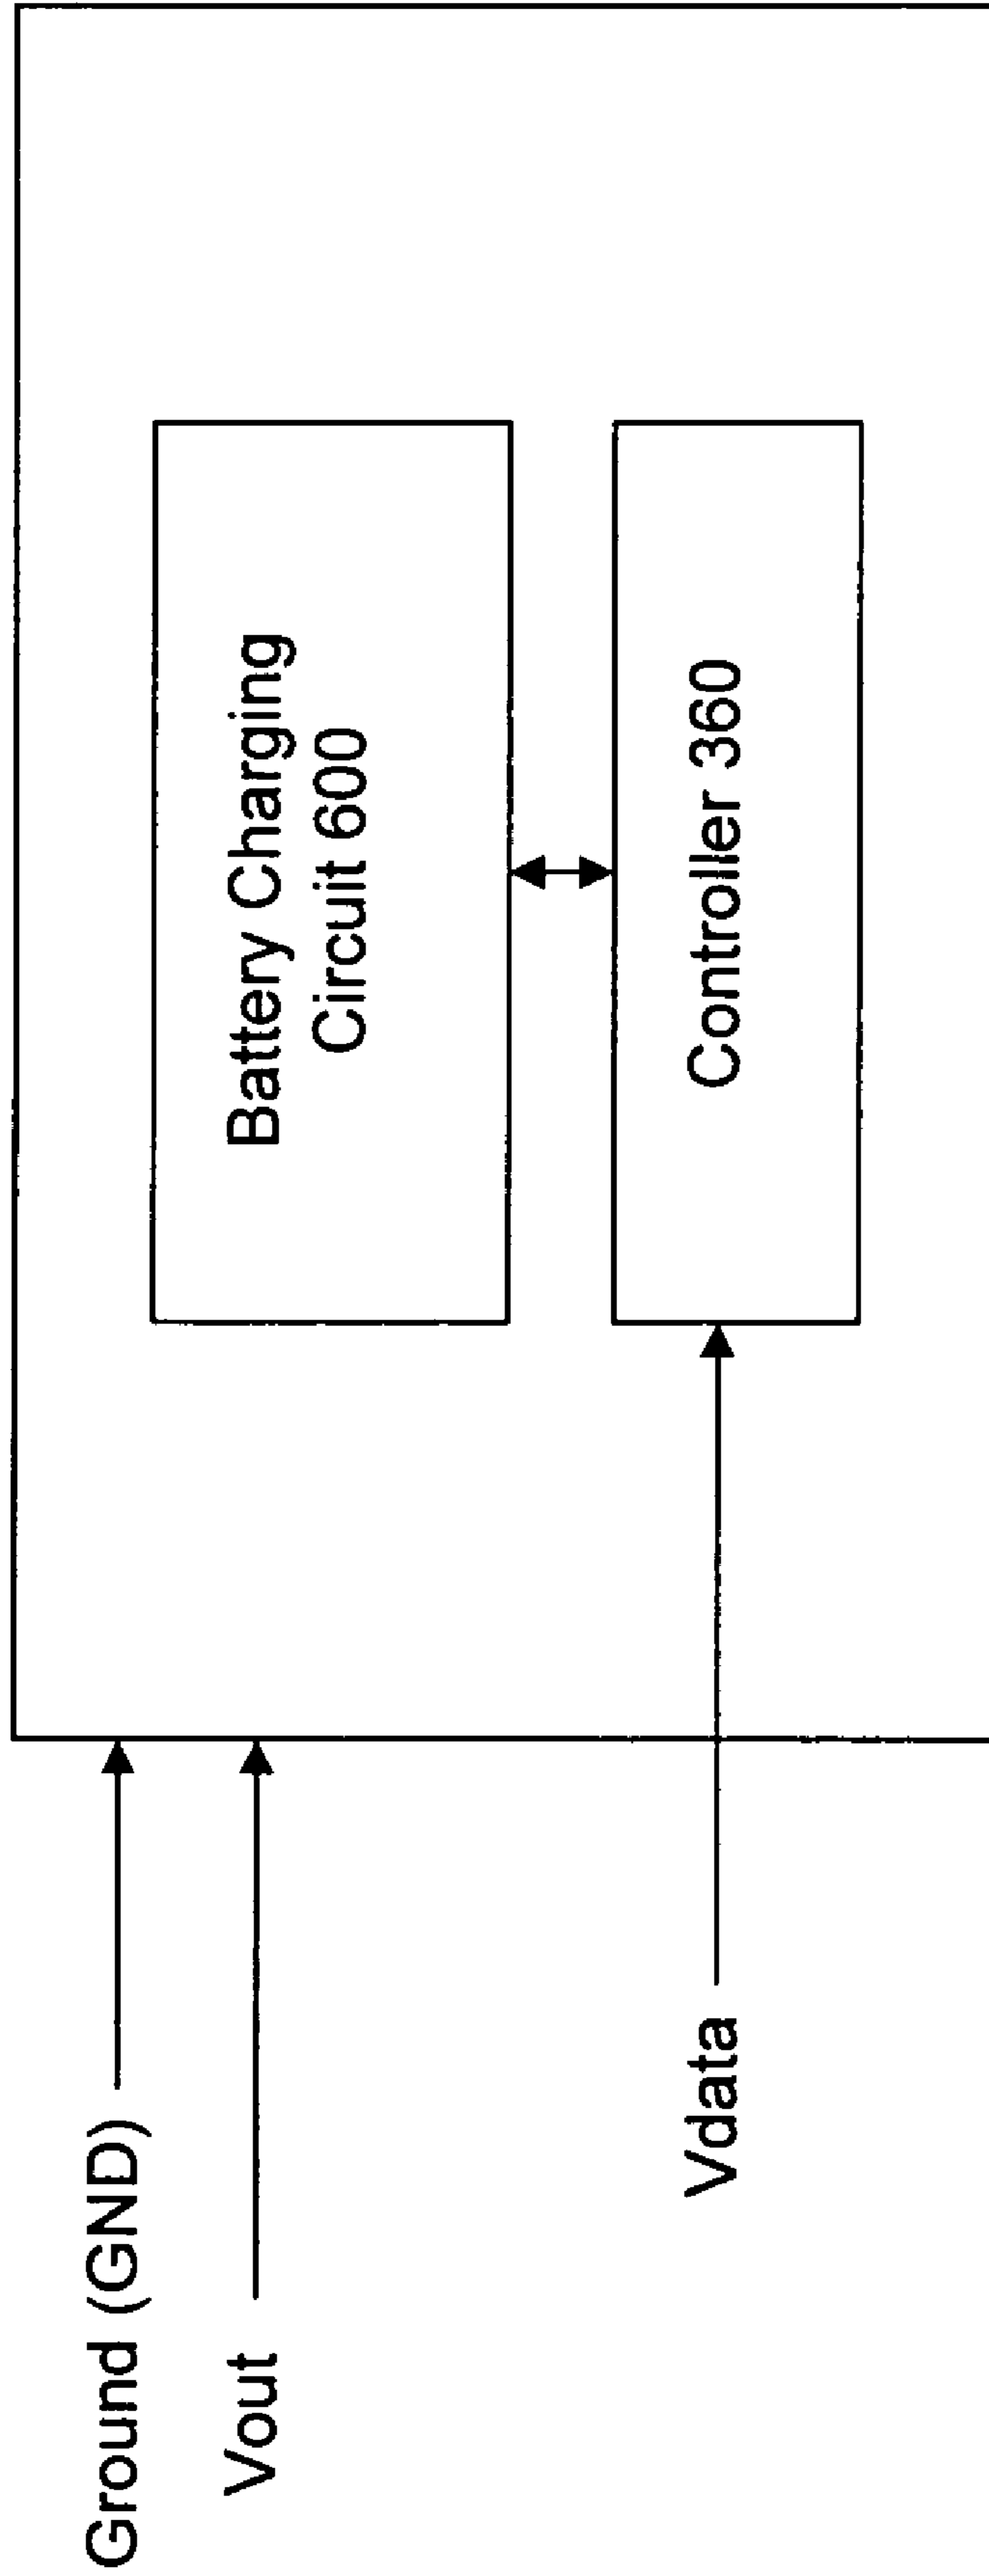 Ground (GND)
Vout
Battery Charging
Circuit 600
Vdata
Controller 360